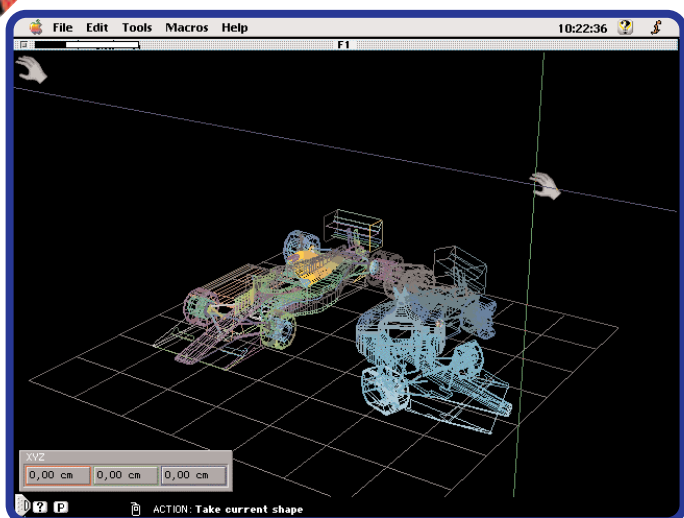 File Edit Tools Macros Help 10:22:36 ?
F1
XYZ
0,00 cm 0,00 cm 0,00 cm
? P ACTION: Take current shape